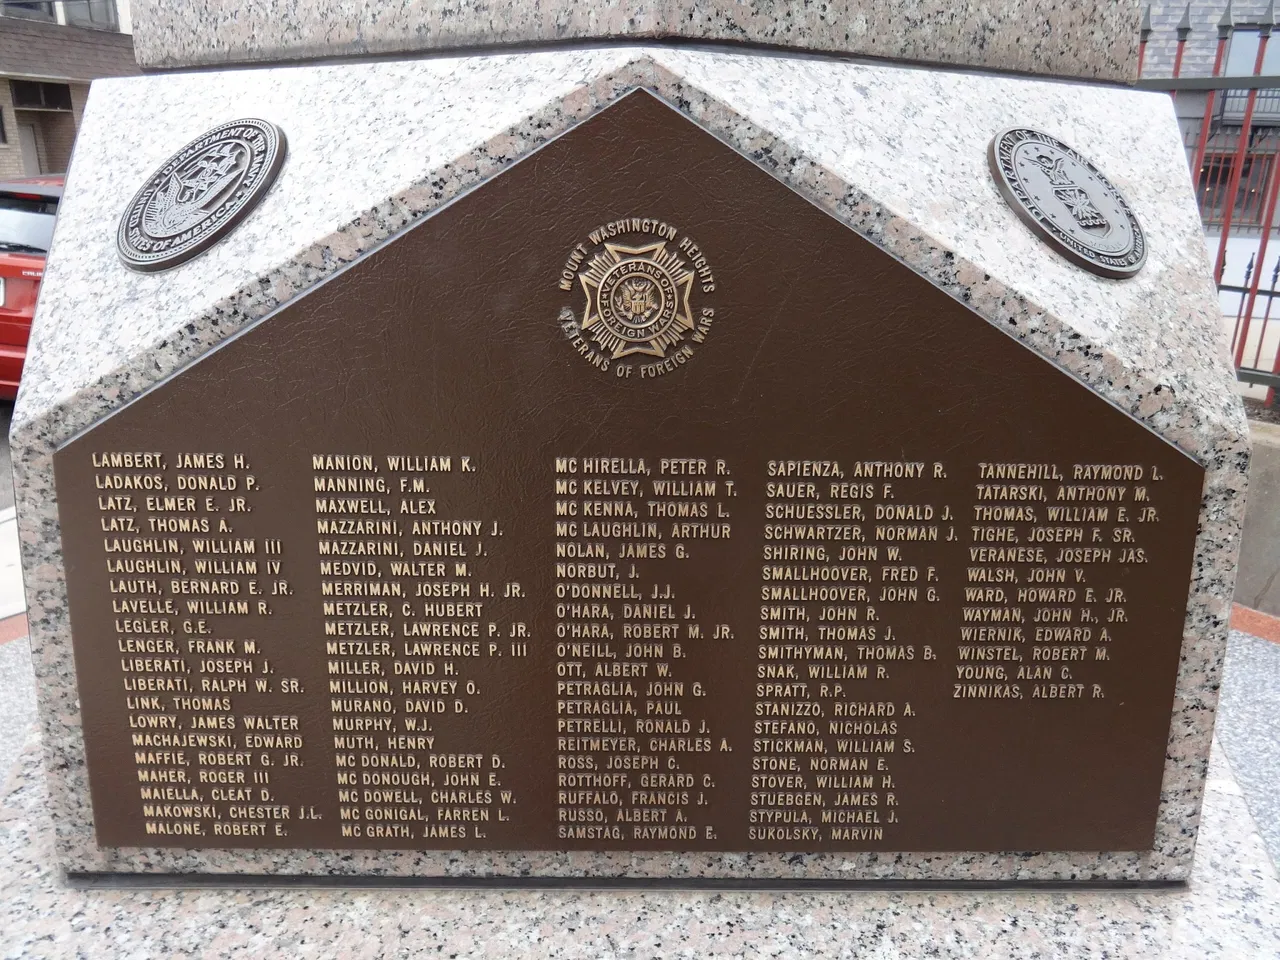 UNITED STATES OF AMERICA
DEPARTMENT OF THE NAVY
DEPARTMENT OF THE AIR FORCE
UNITED STATES OF
MOUNT WASHINGTON HEIGHTS
VETERANS OF
FOREIGN WARS
VETERANS OF FOREIGN WARS
LAMBERT, JAMES H.
LADAKOS, DONALD P.
LATZ, ELMER E. JR.
LATZ, THOMAS A.
LAUGHLIN, WILLIAM III
LAUGHLIN, WILLIAM IV
LAUTH, BERNARD E. JR.
LAVELLE, WILLIAM R.
LEGLER, G.E.
LENGER, FRANK M.
LIBERATI, JOSEPH J.
LIBERATI, RALPH W. SR.
LINK, THOMAS
LOWRY, JAMES WALTER
MACHAJEWSKI, EDWARD
MAFFIE, ROBERT G. JR.
MAHER, ROGER III
MAIELLA, CLEAT D.
MAKOWSKI, CHESTER J.L.
MALONE, ROBERT E.
MANION, WILLIAM K.
MANNING, F.M.
MAXWELL, ALEX
MAZZARINI, ANTHONY J.
MAZZARINI, DANIEL J.
MEDVID, WALTER M.
MERRIMAN, JOSEPH H. JR.
METZLER, C. HUBERT
METZLER, LAWRENCE P. JR.
METZLER, LAWRENCE P. III
MILLER, DAVID H.
MILLION, HARVEY O.
MURANO, DAVID D.
MURPHY, W.J.
MUTH, HENRY
MC DONALD, ROBERT D.
MC DONOUGH, JOHN E.
MC DOWELL, CHARLES W.
MC GONIGAL, FARREN L.
MC GRATH, JAMES L.
MC HIRELLA, PETER R.
MC KELVEY, WILLIAM T.
MC KENNA, THOMAS L.
MC LAUGHLIN, ARTHUR
NOLAN, JAMES G.
NORBUT, J.
O'DONNELL, J.J.
O'HARA, DANIEL J.
O'HARA, ROBERT M. JR.
O'NEILL, JOHN B.
OTT, ALBERT W.
PETRAGLIA, JOHN G.
PETRAGLIA, PAUL
PETRELLI, RONALD J.
REITMEYER, CHARLES A.
ROSS, JOSEPH C.
ROTTHOFF, GERARD C.
RUFFALO, FRANCIS J.
RUSSO, ALBERT A.
SAMSTAG, RAYMOND E.
SAPIENZA, ANTHONY R.
SAUER, REGIS F.
SCHUESSLER, DONALD J.
SCHWARTZER, NORMAN J.
SHIRING, JOHN W.
SMALLHOOVER, FRED F.
SMALLHOOVER, JOHN G.
SMITH, JOHN R.
SMITH, THOMAS J.
SMITHYMAN, THOMAS B.
SNAK, WILLIAM R.
SPRATT, R.P.
STANIZZO, RICHARD A.
STEFANO, NICHOLAS
STICKMAN, WILLIAM S.
STONE, NORMAN E.
STOVER, WILLIAM H.
STUEBGEN, JAMES R.
STYPULA, MICHAEL J.
SUKOLSKY, MARVIN
TANNEHILL, RAYMOND L.
TATARSKI, ANTHONY M.
THOMAS, WILLIAM E. JR.
TIGHE, JOSEPH F. SR.
VERANESE, JOSEPH JAS.
WALSH, JOHN V.
WARD, HOWARD E. JR.
WAYMAN, JOHN H., JR.
WIERNIK, EDWARD A.
WINSTEL, ROBERT M.
YOUNG, ALAN C.
ZINNIKAS, ALBERT R.